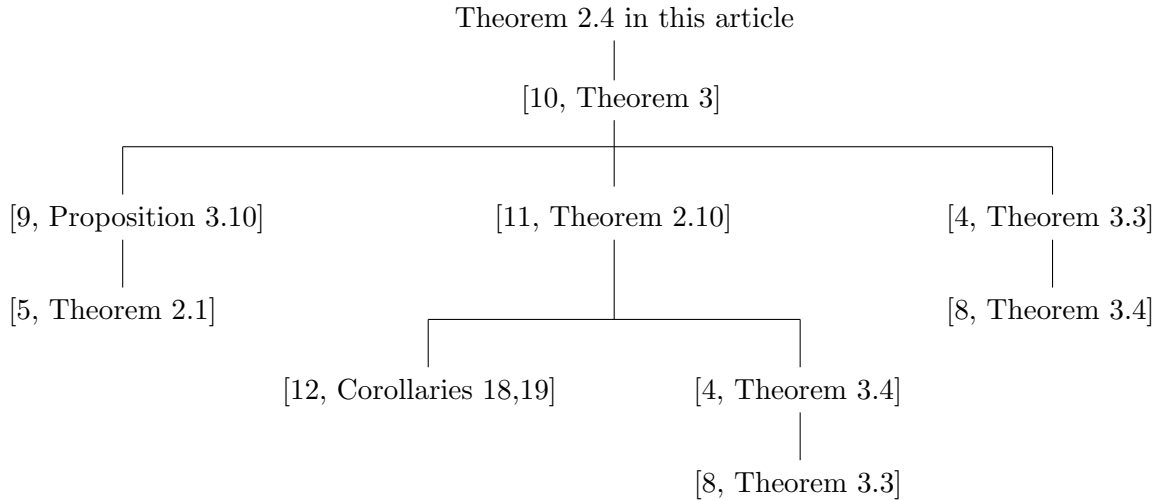 Theorem 2.4 in this article
[10, Theorem 3]
[9, Proposition 3.10]
[11, Theorem 2.10]
[4, Theorem 3.3]
[5, Theorem 2.1]
[8, Theorem 3.4]
[12, Corollaries 18,19]
[4, Theorem 3.4]
[8, Theorem 3.3]